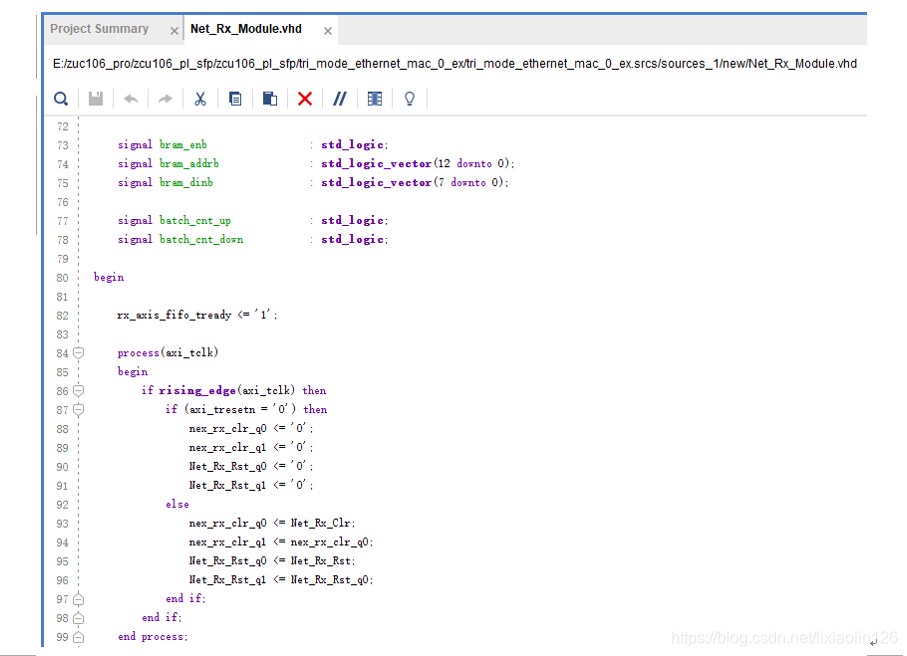 Project Summary × Net_Rx_Module.vhd ×
E:/zuc106_pro/zcu106_pl_sfp/zcu106_pl_sfp/tri_mode_ethernet_mac_0_ex/tri_mode_ethernet_mac_0_ex.srcs/sources_1/new/Net_Rx_Module.vhd
72
73 signal bram_enb : std_logic;
74 signal bram_addrb : std_logic_vector(12 downto 0);
75 signal bram_dinb : std_logic_vector(7 downto 0);
76
77 signal batch_cnt_up : std_logic;
78 signal batch_cnt_down : std_logic;
79
80 begin
81
82 rx_axis_fifo_tready <= '1';
83
84 process(axi_tclk)
85 begin
86 if rising_edge(axi_tclk) then
87 if (axi_tresetn = '0') then
88 nex_rx_clr_q0 <= '0';
89 nex_rx_clr_q1 <= '0';
90 Net_Rx_Rst_q0 <= '0';
91 Net_Rx_Rst_q1 <= '0';
92 else
93 nex_rx_clr_q0 <= Net_Rx_Clr;
94 nex_rx_clr_q1 <= nex_rx_clr_q0;
95 Net_Rx_Rst_q0 <= Net_Rx_Rst;
96 Net_Rx_Rst_q1 <= Net_Rx_Rst_q0;
97 end if;
98 end if;
99 end process;
https://blog.csdn.net/lixiaolin126